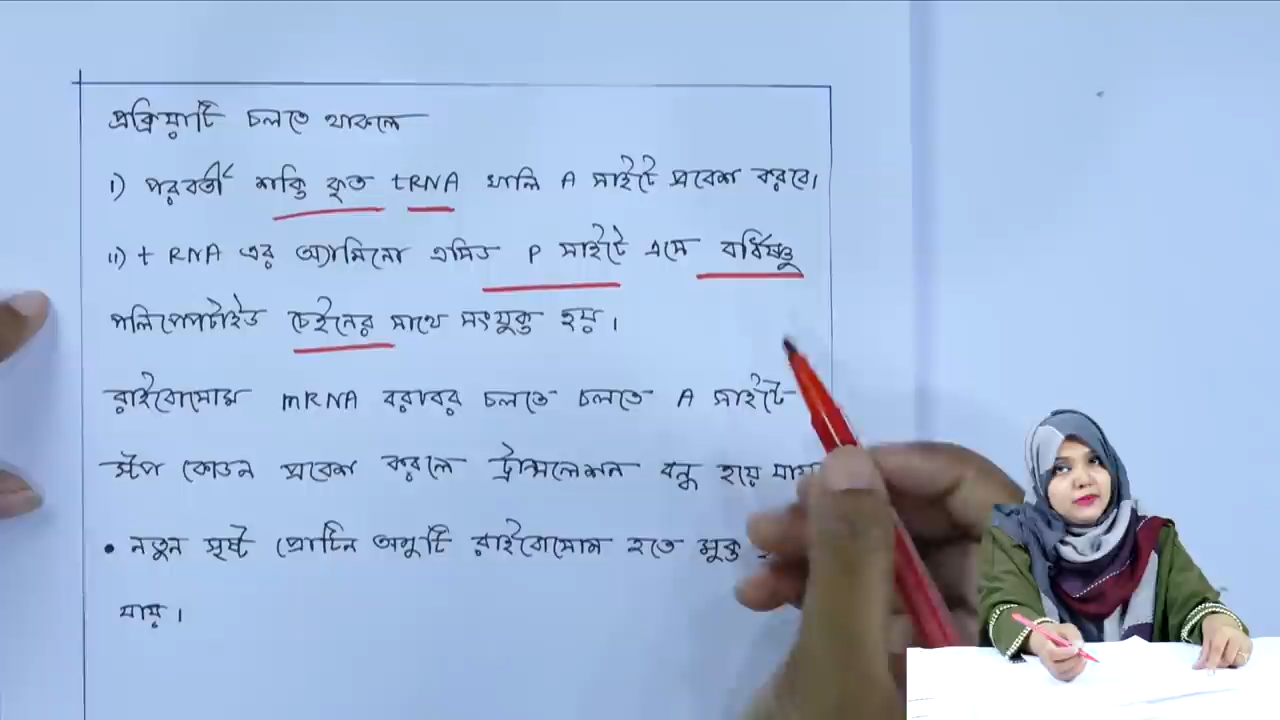 প্রক্রিয়াটি চলতে থাকলে
i) পরবর্তী শক্তি কৃত tRNA খালি A সাইটে প্রবেশ করবে।
ii) t RNA এর অ্যামিনো এসিড P সাইটে এসে বর্ধিষ্ণু
পলিপেপটাইড চেইনের সাথে সংযুক্ত হয়।
রাইবোসোম mRNA বরাবর চলতে চলতে A সাইটে
স্টপ কোডন প্রবেশ করলে ট্রান্সলেশন বন্ধ হয়ে যায়
• নতুন সৃষ্ট প্রোটিন অণুটি রাইবোসোম হতে মুক্ত
যায়।